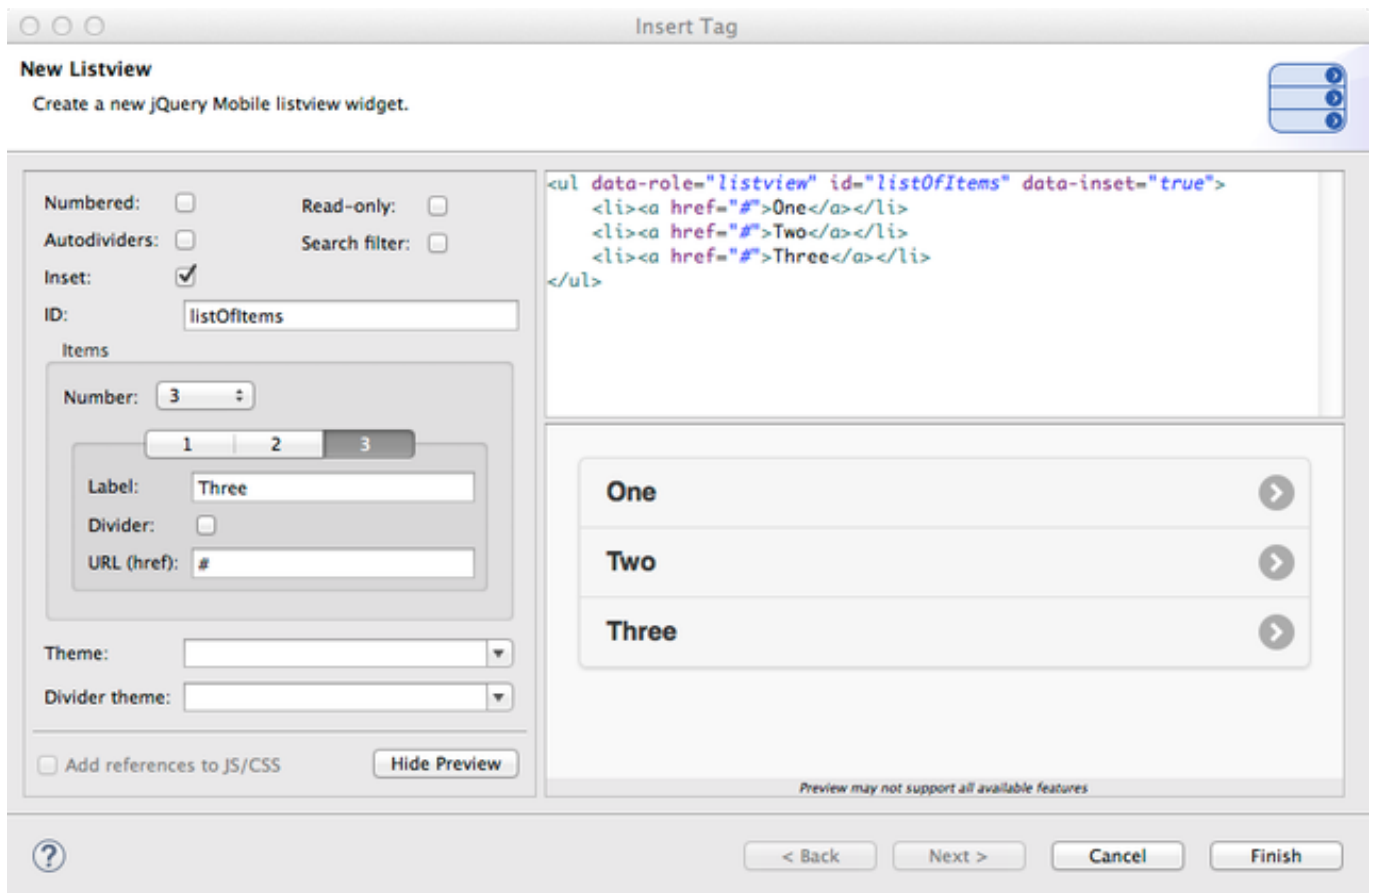 Insert Tag
New Listview
Create a new jQuery Mobile listview widget.
Numbered:
Read-only:
Autodividers:
Search filter:
Inset:
ID:
listOfItems
Items
Number:
3
1
2
3
Label:
Three
Divider:
URL (href):
#
Theme:
Divider theme:
Add references to JS/CSS
Hide Preview
<ul data-role="listview" id="listOfItems" data-inset="true">
<li><a href="#">One</a></li>
<li><a href="#">Two</a></li>
<li><a href="#">Three</a></li>
</ul>
One
Two
Three
Preview may not support all available features
?
< Back
Next >
Cancel
Finish